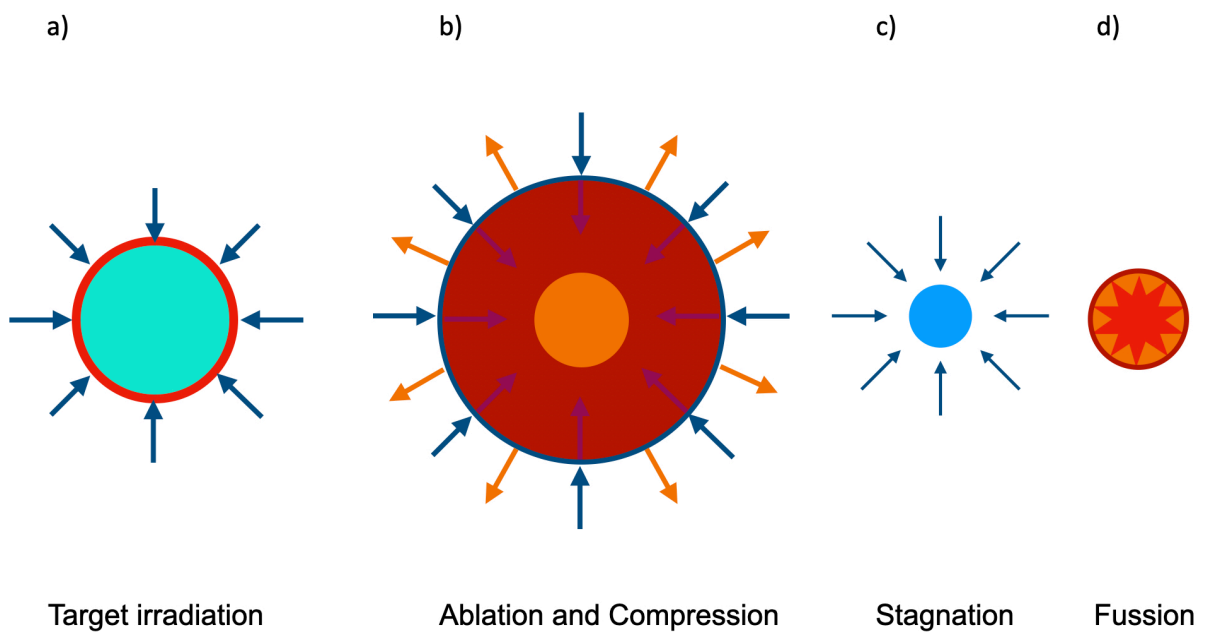 a)
b)
c)
d)
Target irradiation
Ablation and Compression
Stagnation
Fussion